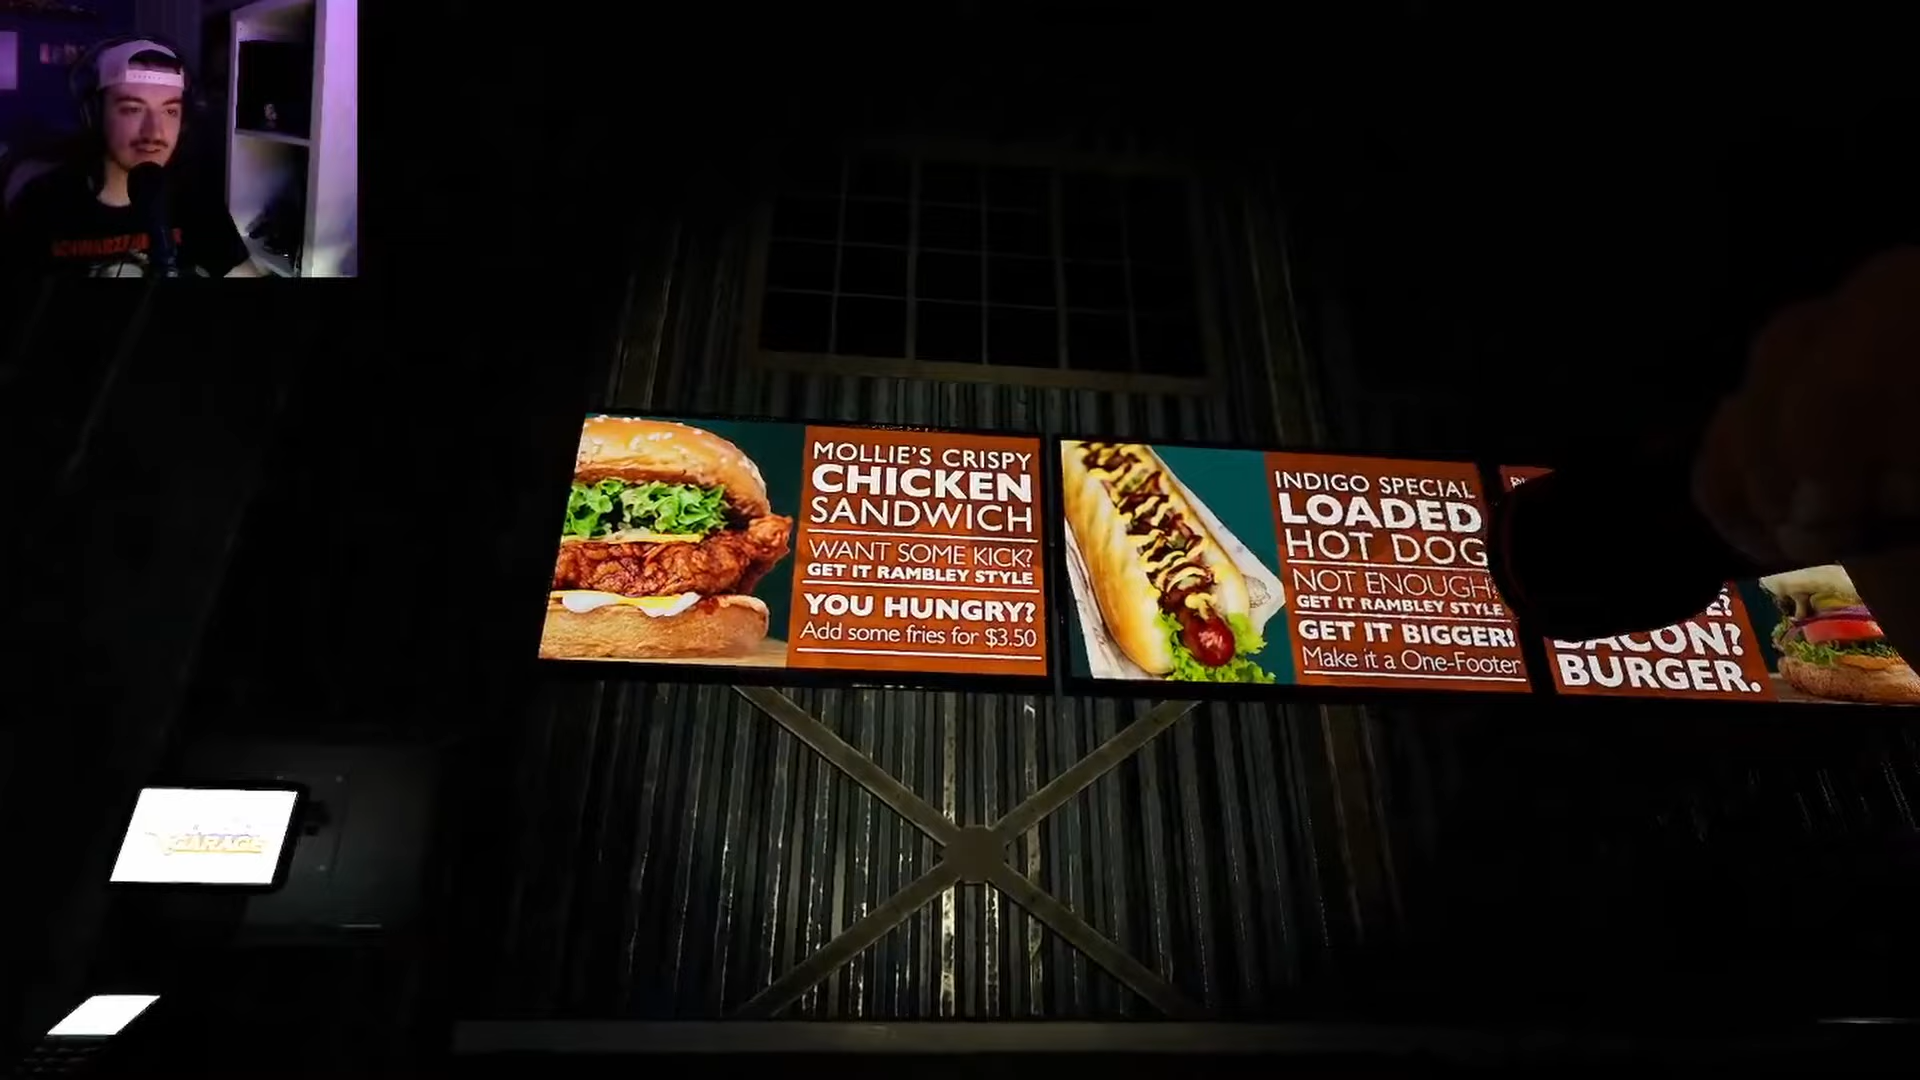 MOLLIE'S CRISPY
CHICKEN
SANDWICH
WANT SOME KICK?
GET IT RAMBLEY STYLE
YOU HUNGRY?
Add some fries for $3.50
INDIGO SPECIAL
LOADED
HOT DOG
NOT ENOUGH?
GET IT RAMBLEY STYLE
GET IT BIGGER!
Make it a One-Footer
BACON?
BURGER.
GARAGE